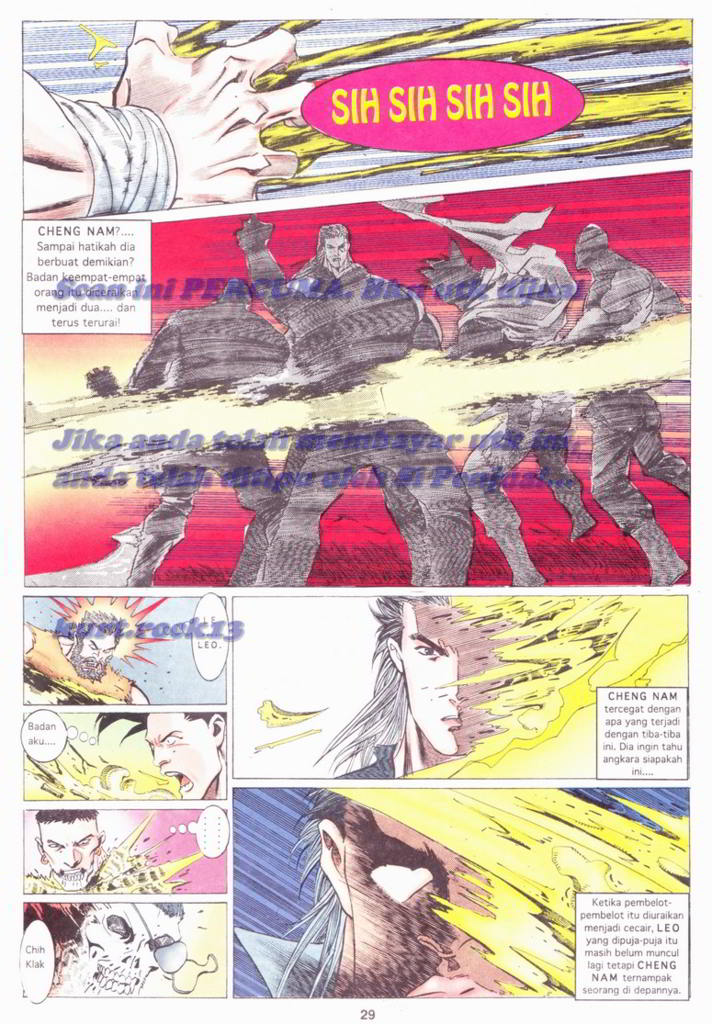 SIH SIH SIH SIH
CHENG NAM?....
Sampai hatikah dia
berbuat demikian?
Badan keempat-empat
orang itu diceraikan
menjadi dua.... dan
terus terurai!
ini PERCUMA.
Jika anda telah membayar utk ini,
anda telah ditipu oleh si Penjual...
kurt.rock13
LEO.
Badan
aku....
......
Chih
Klak
CHENG NAM
tercegat dengan
apa yang terjadi
dengan tiba-tiba
ini. Dia ingin tahu
angkara siapakah
ini....
Ketika pembelot-
pembelot itu diuraikan
menjadi cecair, LEO
yang dipuja-puja itu
masih belum muncul
lagi tetapi CHENG
NAM ternampak
seorang di depannya.
29